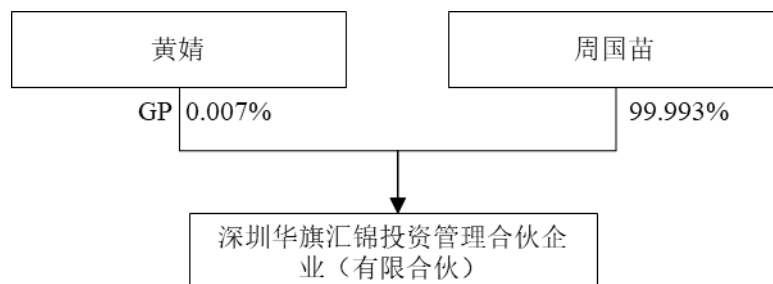 黄婧
周国苗
GP 0.007%
99.993%
深圳华旗汇锦投资管理合伙企
业（有限合伙）